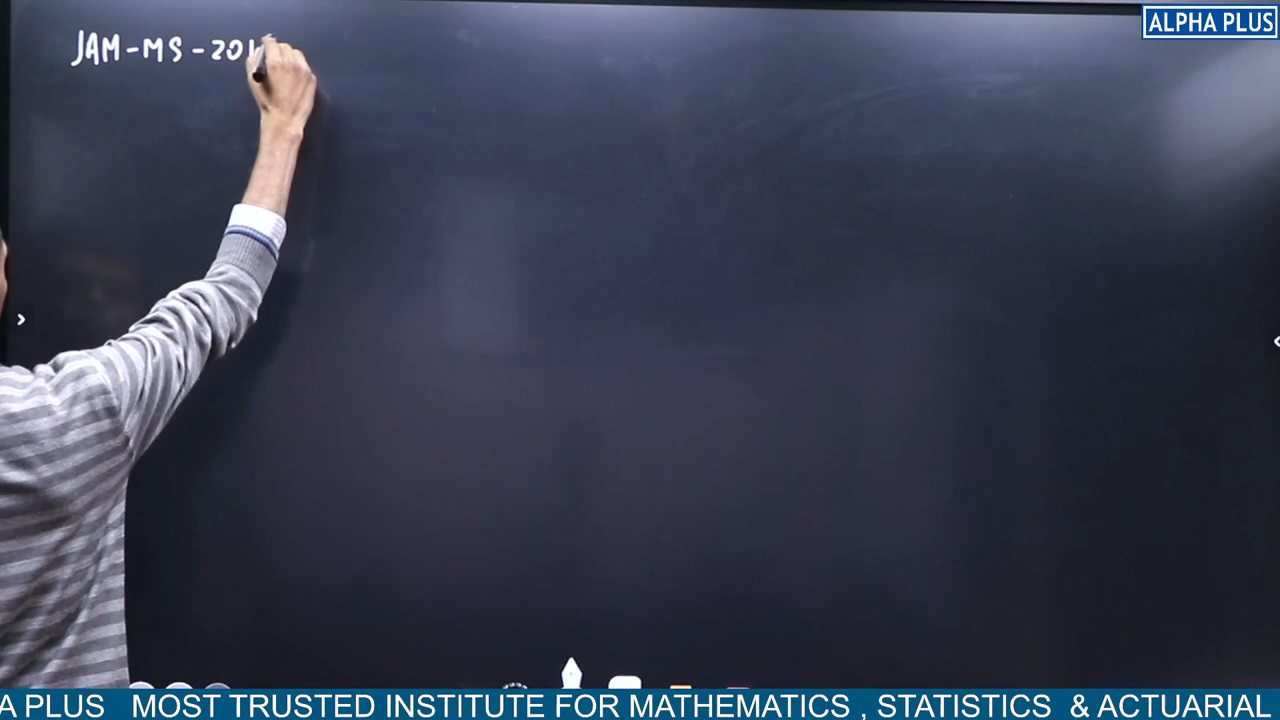 ALPHA PLUS
JAM-MS-201
A PLUS MOST TRUSTED INSTITUTE FOR MATHEMATICS , STATISTICS & ACTUARIAL